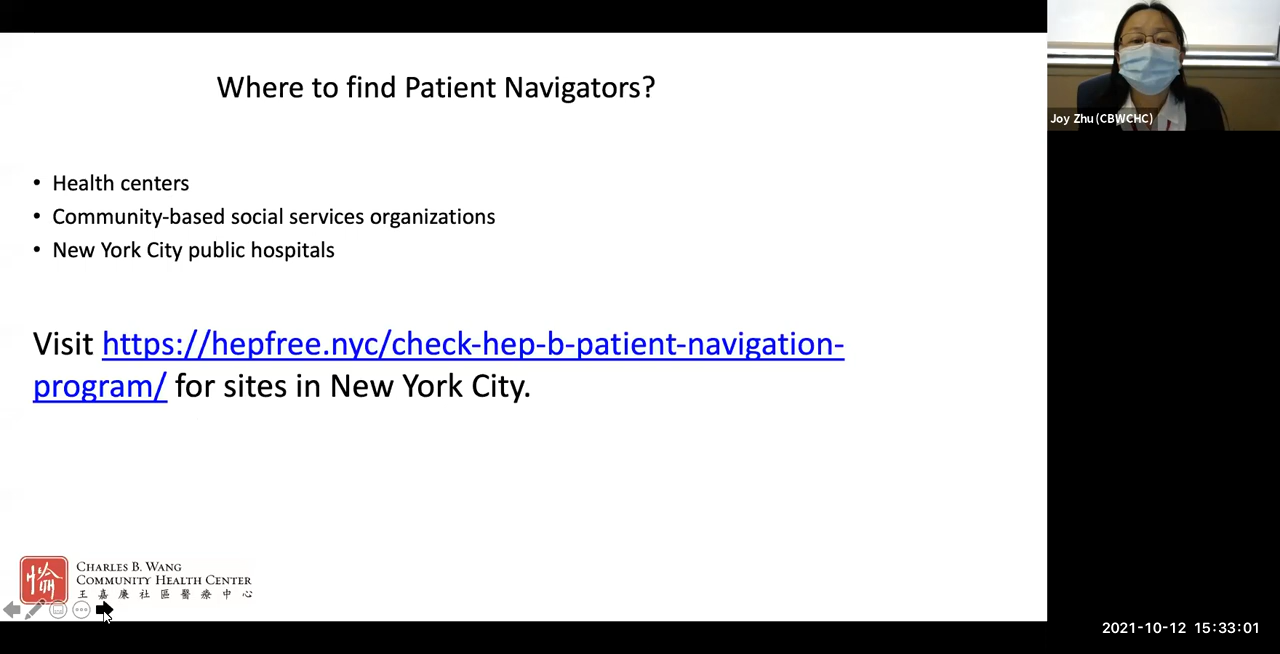 Where to find Patient Navigators?
• Health centers
• Community-based social services organizations
• New York City public hospitals
Visit https://hepfree.nyc/check-hep-b-patient-navigation-
program/ for sites in New York City.
CHARLES B. WANG
COMMUNITY HEALTH CENTER
王嘉廉社區醫療中心
Joy Zhu (CBWCHC)
2021-10-12 15:33:01